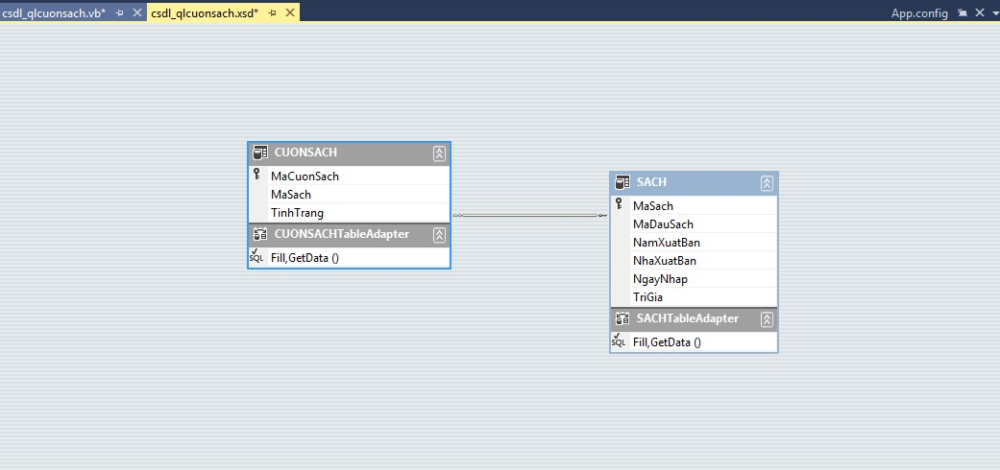 csdl_qlcuonsach.vb*
csdl_qlcuonsach.xsd*
App.config
CUONSACH
MaCuonSach
MaSach
TinhTrang
CUONSACHTableAdapter
SQL Fill,GetData ()
SACH
MaSach
MaDauSach
NamXuatBan
NhaXuatBan
NgayNhap
TriGia
SACHTableAdapter
SQL Fill,GetData ()